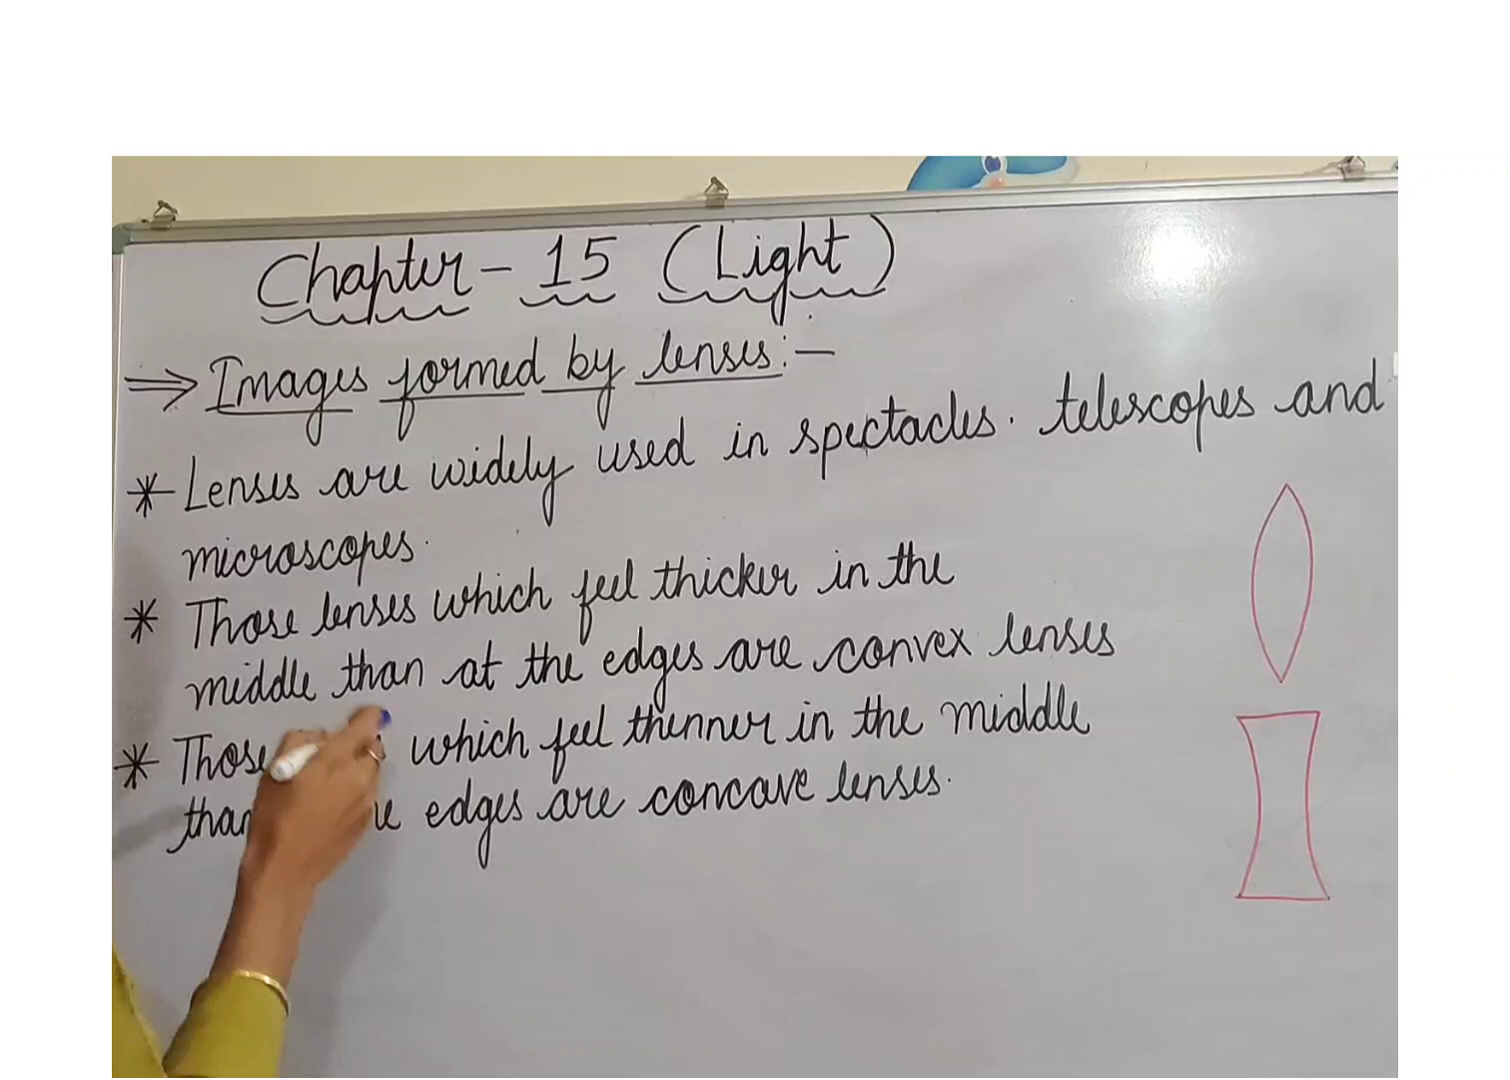 Chapter - 15 (Light)
⇒ Images formed by lenses:-
* Lenses are widely used in spectacles. telescopes and
microscopes.
* Those lenses which feel thicker in the
middle than at the edges are convex lenses
* Those which feel thinner in the middle
than edges are concave lenses.